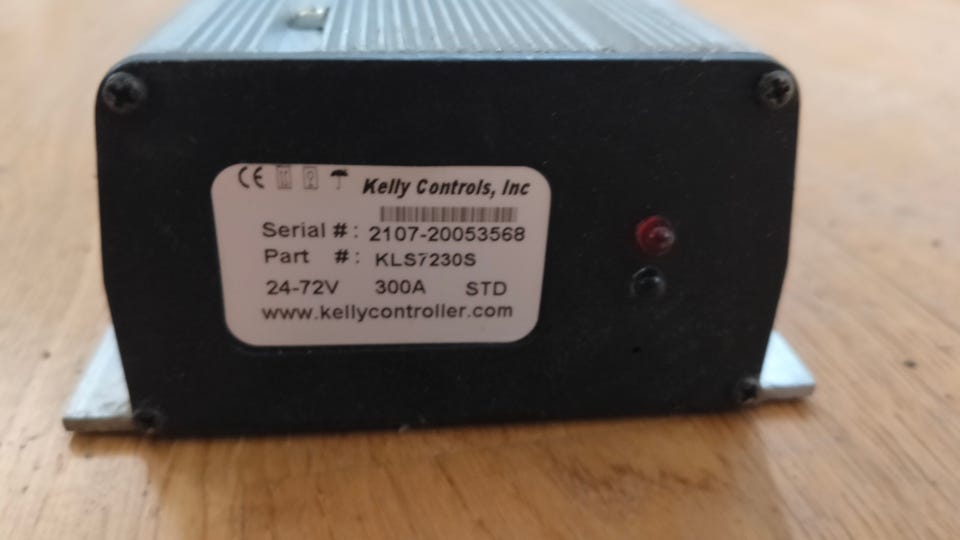 CE Kelly Controls, Inc
Serial #: 2107-20053568
Part #: KLS7230S
24-72V 300A STD
www.kellycontroller.com